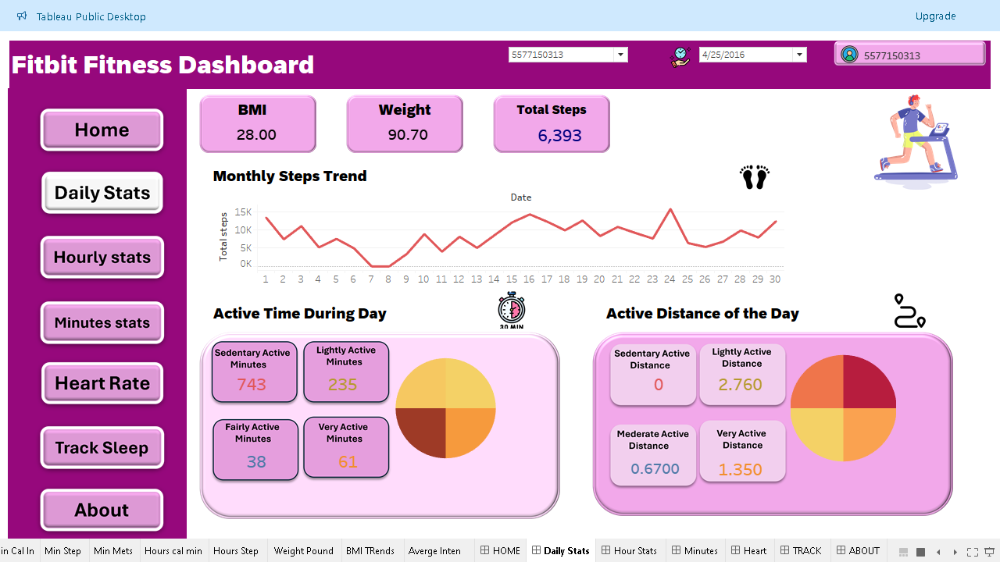 Tableau Public Desktop
Upgrade
Fitbit Fitness Dashboard
5577150313
4/25/2016
5577150313
Home
Daily Stats
Hourly stats
Minutes stats
Heart Rate
Track Sleep
About
BMI
28.00
Weight
90.70
Total Steps
6,393
Monthly Steps Trend
Date
Total steps
15K
10K
5K
0K
1 2 3 4 5 6 7 8 9 10 11 12 13 14 15 16 17 18 19 20 21 22 23 24 25 26 27 28 29 30
Active Time During Day
30 MIN
Sedentary Active
Minutes
743
Lightly Active
Minutes
235
Fairly Active
Minutes
38
Very Active
Minutes
61
Active Distance of the Day
Sedentary Active
Distance
0
Lightly Active
Distance
2.760
Mederate Active
Distance
0.6700
Very Active
Distance
1.350
in Cal In
Min Step
Min Mets
Hours cal min
Hours Step
Weight Pound
BMI TRends
Averge Inten
HOME
Daily Stats
Hour Stats
Minutes
Heart
TRACK
ABOUT